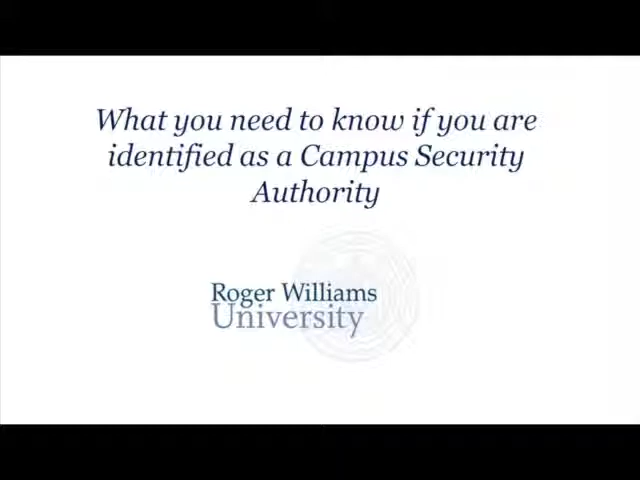 What you need to know if you are
identified as a Campus Security
Authority
Roger Williams
University